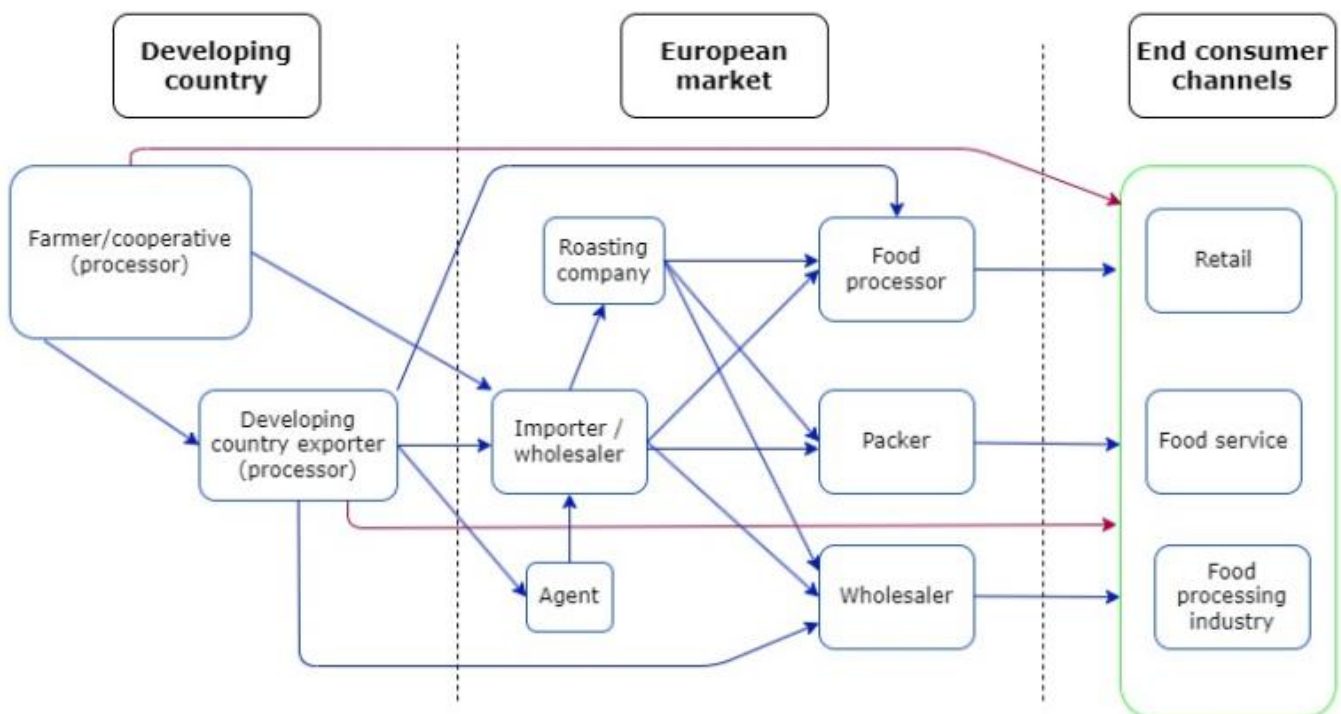 Developing
country
European
market
End consumer
channels
Farmer/cooperative
(processor)
Roasting
company
Food
processor
Retail
Developing
country exporter
(processor)
Importer /
wholesaler
Packer
Food service
Agent
Wholesaler
Food
processing
industry